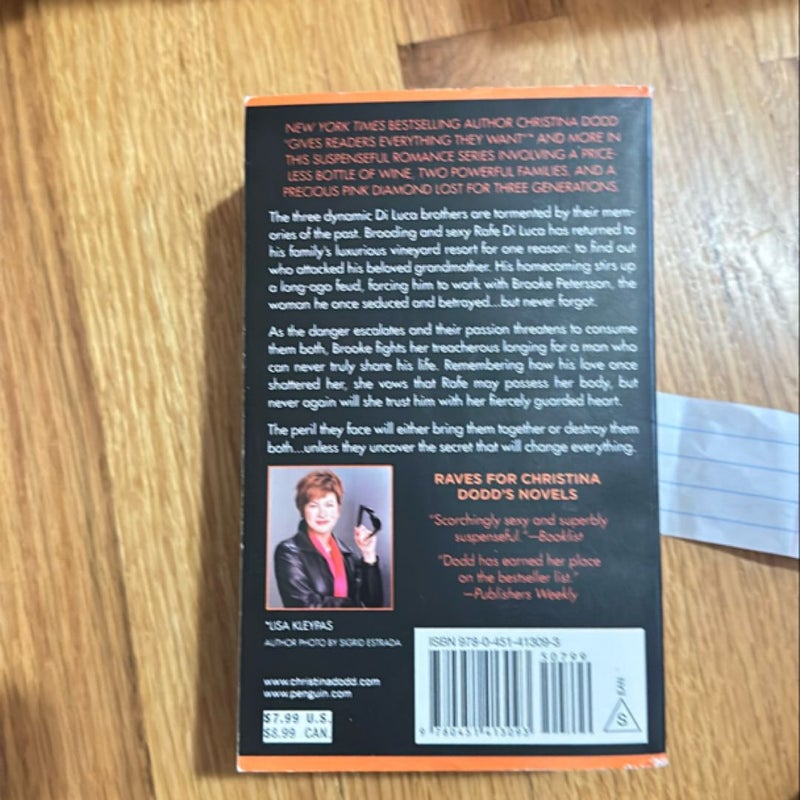 NEW YORK TIMES BESTSELLING AUTHOR CHRISTINA DODD
"GIVES READERS EVERYTHING THEY WANT"* AND MORE IN
THIS SUSPENSEFUL ROMANCE SERIES INVOLVING A PRICE-
LESS BOTTLE OF WINE, TWO POWERFUL FAMILIES, AND A
PRECIOUS PINK DIAMOND LOST FOR THREE GENERATIONS.
The three dynamic Di Luca brothers are tormented by their mem-
ories of the past. Brooding and sexy Rafe Di Luca has returned to
his family's luxurious vineyard resort for one reason: to find out
who attacked his beloved grandmother. His homecoming stirs up
a long-ago feud, forcing him to work with Brooke Petersson, the
woman he once seduced and betrayed...but never forgot.
As the danger escalates and their passion threatens to consume
them both, Brooke fights her treacherous longing for a man who
can never truly share his life. Remembering how his love once
shattered her, she vows that Rafe may possess her body, but
never again will she trust him with her fiercely guarded heart.
The peril they face will either bring them together or destroy them
both...unless they uncover the secret that will change everything.
RAVES FOR CHRISTINA
DODD'S NOVELS
"Scorchingly sexy and superbly
suspenseful."—Booklist
"Dodd has earned her place
on the bestseller list."
—Publishers Weekly
*LISA KLEYPAS
AUTHOR PHOTO BY SIGRID ESTRADA
www.christinadodd.com
www.penguin.com
$7.99 U.S.
$8.99 CAN.
ISBN 978-0-451-41309-3
50799
9 780451 413093
EAN
S